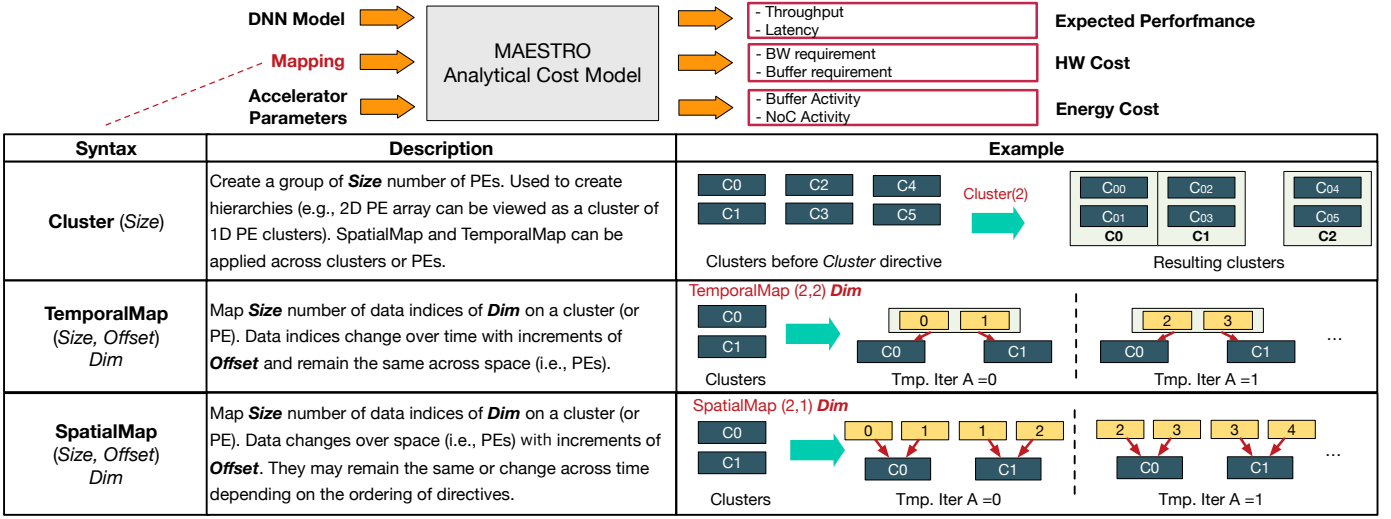 DNN Model
Mapping
Accelerator
Parameters
MAESTRO
Analytical Cost Model
- Throughput
- Latency
Expected Perforfmance
- BW requirement
- Buffer requirement
HW Cost
- Buffer Activity
- NoC Activity
Energy Cost
Syntax
Description
Example
Cluster (Size)
Create a group of Size number of PEs. Used to create
hierarchies (e.g., 2D PE array can be viewed as a cluster of
1D PE clusters). SpatialMap and TemporalMap can be
applied across clusters or PEs.
C0 C2 C4
C1 C3 C5
Clusters before Cluster directive
Cluster(2)
C00 C02 C04
C01 C03 C05
C0 C1 C2
Resulting clusters
TemporalMap
(Size, Offset)
Dim
Map Size number of data indices of Dim on a cluster (or
PE). Data indices change over time with increments of
Offset and remain the same across space (i.e., PEs).
TemporalMap (2,2) Dim
C0
C1
Clusters
0 1
C0 C1
Tmp. Iter A =0
2 3
C0 C1
Tmp. Iter A =1
...
SpatialMap
(Size, Offset)
Dim
Map Size number of data indices of Dim on a cluster (or
PE). Data changes over space (i.e., PEs) with increments of
Offset. They may remain the same or change across time
depending on the ordering of directives.
SpatialMap (2,1) Dim
C0
C1
Clusters
0 1 1 2
C0 C1
Tmp. Iter A =0
2 3 3 4
C0 C1
Tmp. Iter A =1
...